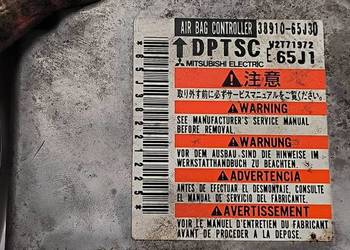 AIR BAG CONTROLLER 38910-65J30
DPTSC Y2T71972
MITSUBISHI ELECTRIC E 65J1
注意
取り外す前に必ずサービスマニュアルをご覧ください。
WARNING
SEE MANUFACTURER'S SERVICE MANUAL
BEFORE REMOVAL.
WARNUNG
VOR DEM AUSBAU,SIND DIE HINWEISE IM
WERKSTATTHANDBUCH ZU BEACHTEN.
ADVERTENCIA
ANTES DE EFECTUAR EL DESMONTAJE, CONSULTE
EL MANUAL DE SERVICIO DEL FABRICANTE.
AVERTISSEMENT
VOIR LE MANUEL D'ENTRETIEN DU FABRICANT
AVANT DE PROCEDER A LA DEPOSE.